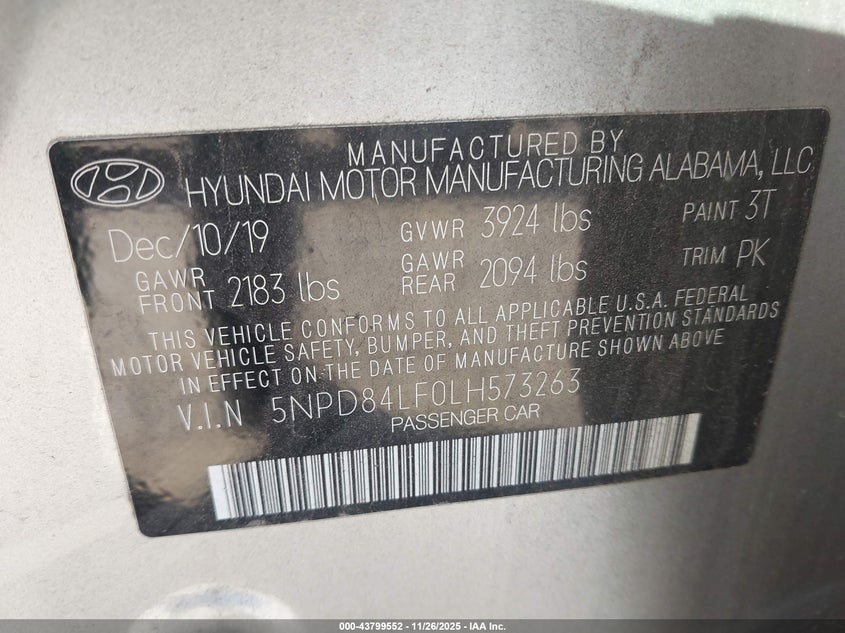 MANUFACTURED BY
HYUNDAI MOTOR MANUFACTURING ALABAMA, LLC
Dec/10/19 GVWR 3924 lbs PAINT 3T
GAWR FRONT 2183 lbs GAWR REAR 2094 lbs TRIM PK
THIS VEHICLE CONFORMS TO ALL APPLICABLE U.S.A. FEDERAL
MOTOR VEHICLE SAFETY, BUMPER, AND THEFT PREVENTION STANDARDS
IN EFFECT ON THE DATE OF MANUFACTURE SHOWN ABOVE
V.I.N 5NPD84LF0LH573263
PASSENGER CAR
000-43799552 — 11/26/2025 — IAA Inc.